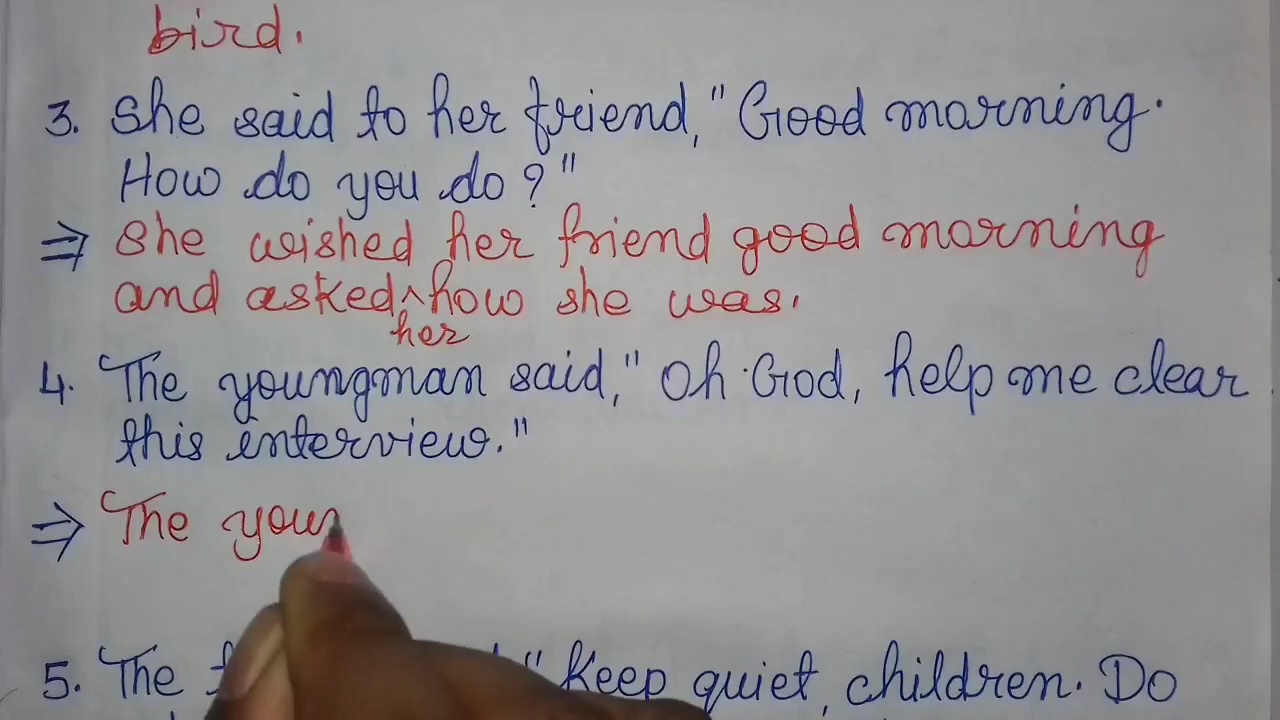 bird.
3. She said to her friend, "Good morning.
How do you do?"
⇒ She wished her friend good morning
and asked ^ how she was.
her
4. The youngman said, "Oh God, help me clear
this interview."
⇒ The youn
5. The " Keep quiet, children. Do